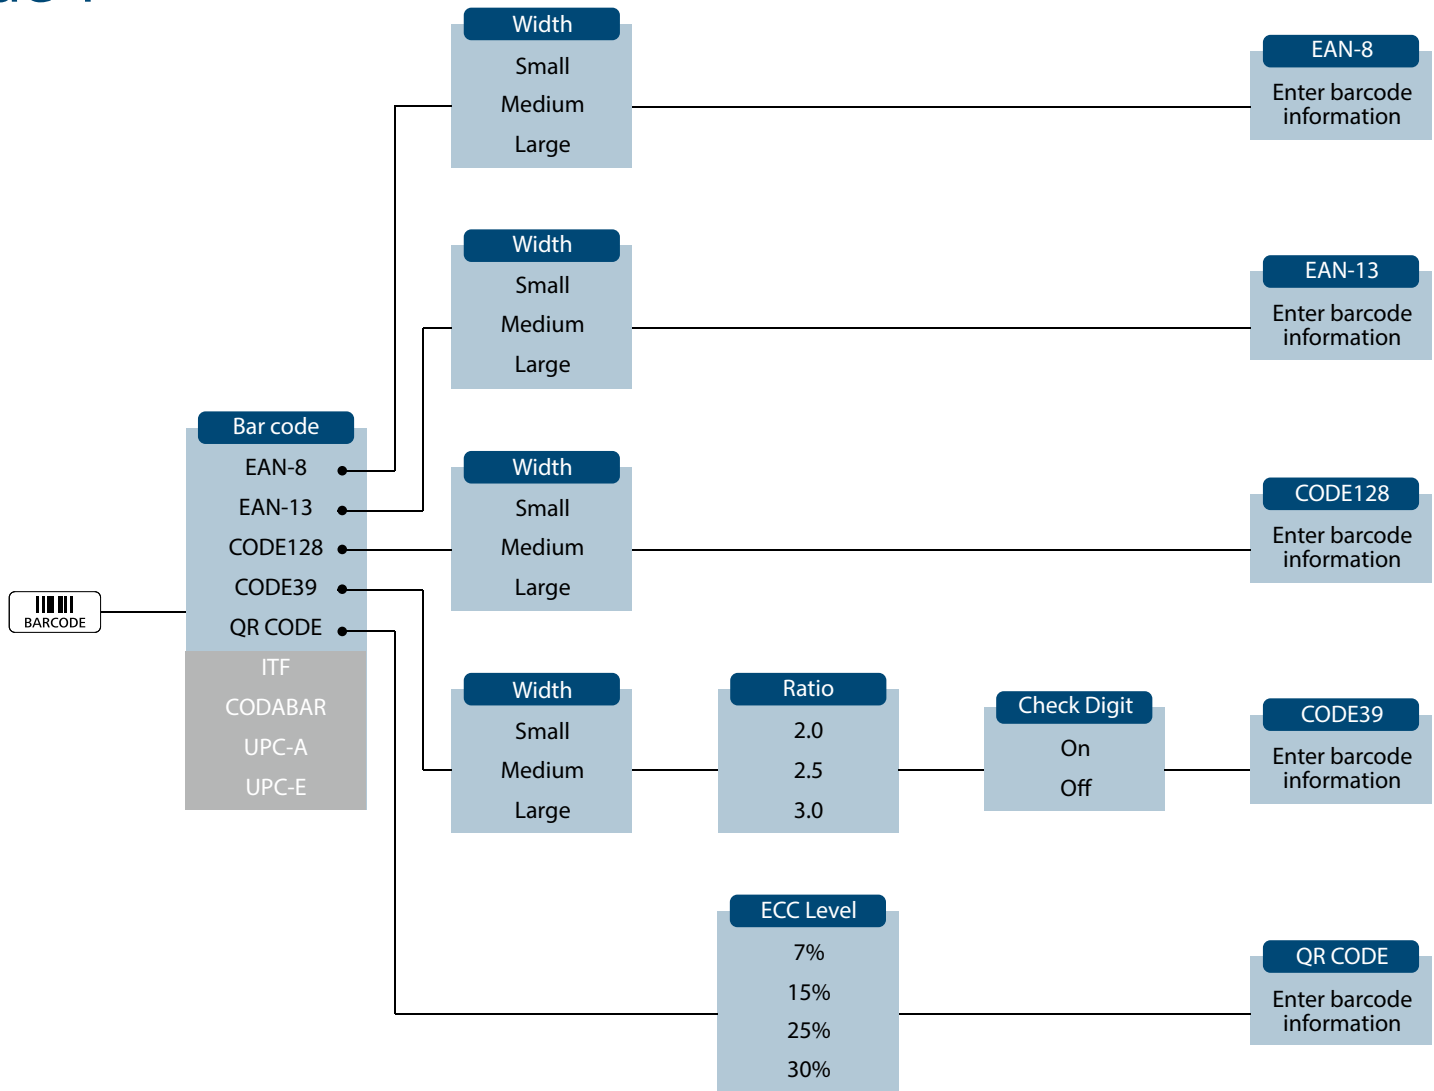 BARCODE
Bar code
EAN-8
EAN-13
CODE128
CODE39
QR CODE
ITF
CODABAR
UPC-A
UPC-E
Width
Small
Medium
Large
EAN-8
Enter barcode
information
Width
Small
Medium
Large
EAN-13
Enter barcode
information
Width
Small
Medium
Large
CODE128
Enter barcode
information
Width
Small
Medium
Large
Ratio
2.0
2.5
3.0
Check Digit
On
Off
CODE39
Enter barcode
information
ECC Level
7%
15%
25%
30%
QR CODE
Enter barcode
information